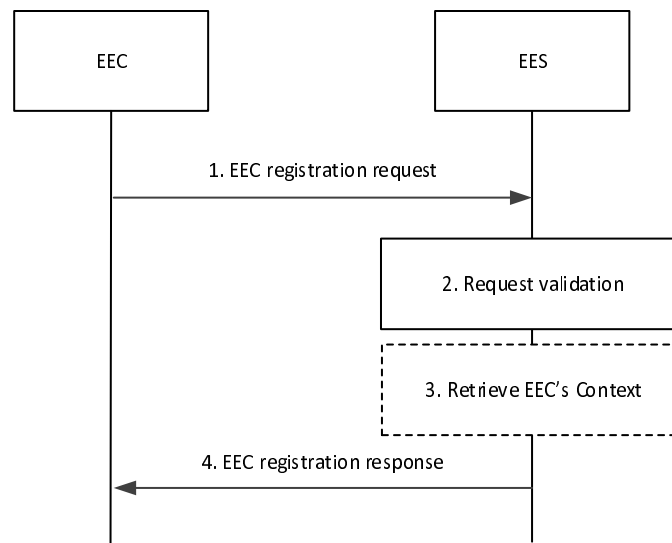 EEC
EES
1. EEC registration request
2. Request validation
3. Retrieve EEC’s Context
4. EEC registration response